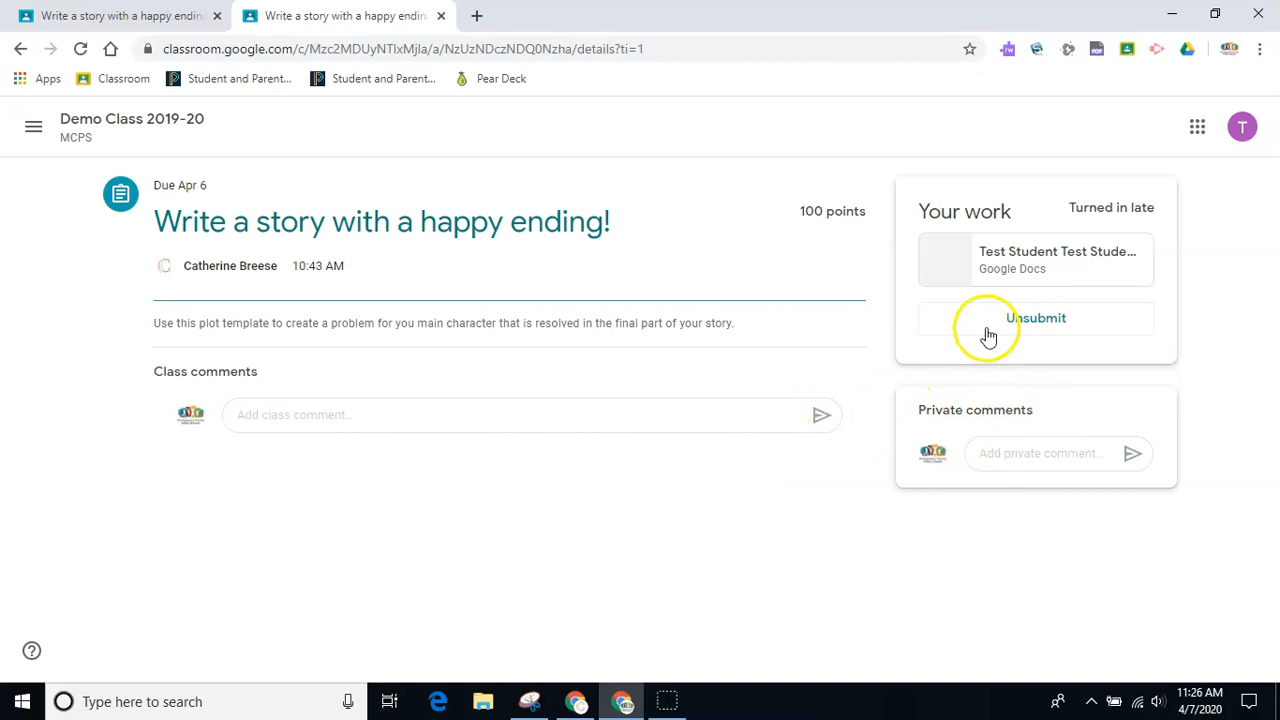 Write a story with a happy ending
Write a story with a happy ending
classroom.google.com/c/Mzc2MDUyNTIxMjla/a/NzUzNDczNDQ0Nzha/details?ti=1
Apps
Classroom
Student and Parent...
Student and Parent...
Pear Deck
Demo Class 2019-20
MCPS
T
Due Apr 6
Write a story with a happy ending!
100 points
Catherine Breese 10:43 AM
Use this plot template to create a problem for you main character that is resolved in the final part of your story.
Class comments
Add class comment...
Your work
Turned in late
Test Student Test Stude...
Google Docs
Unsubmit
Private comments
Add private comment...
Type here to search
11:26 AM
4/7/2020